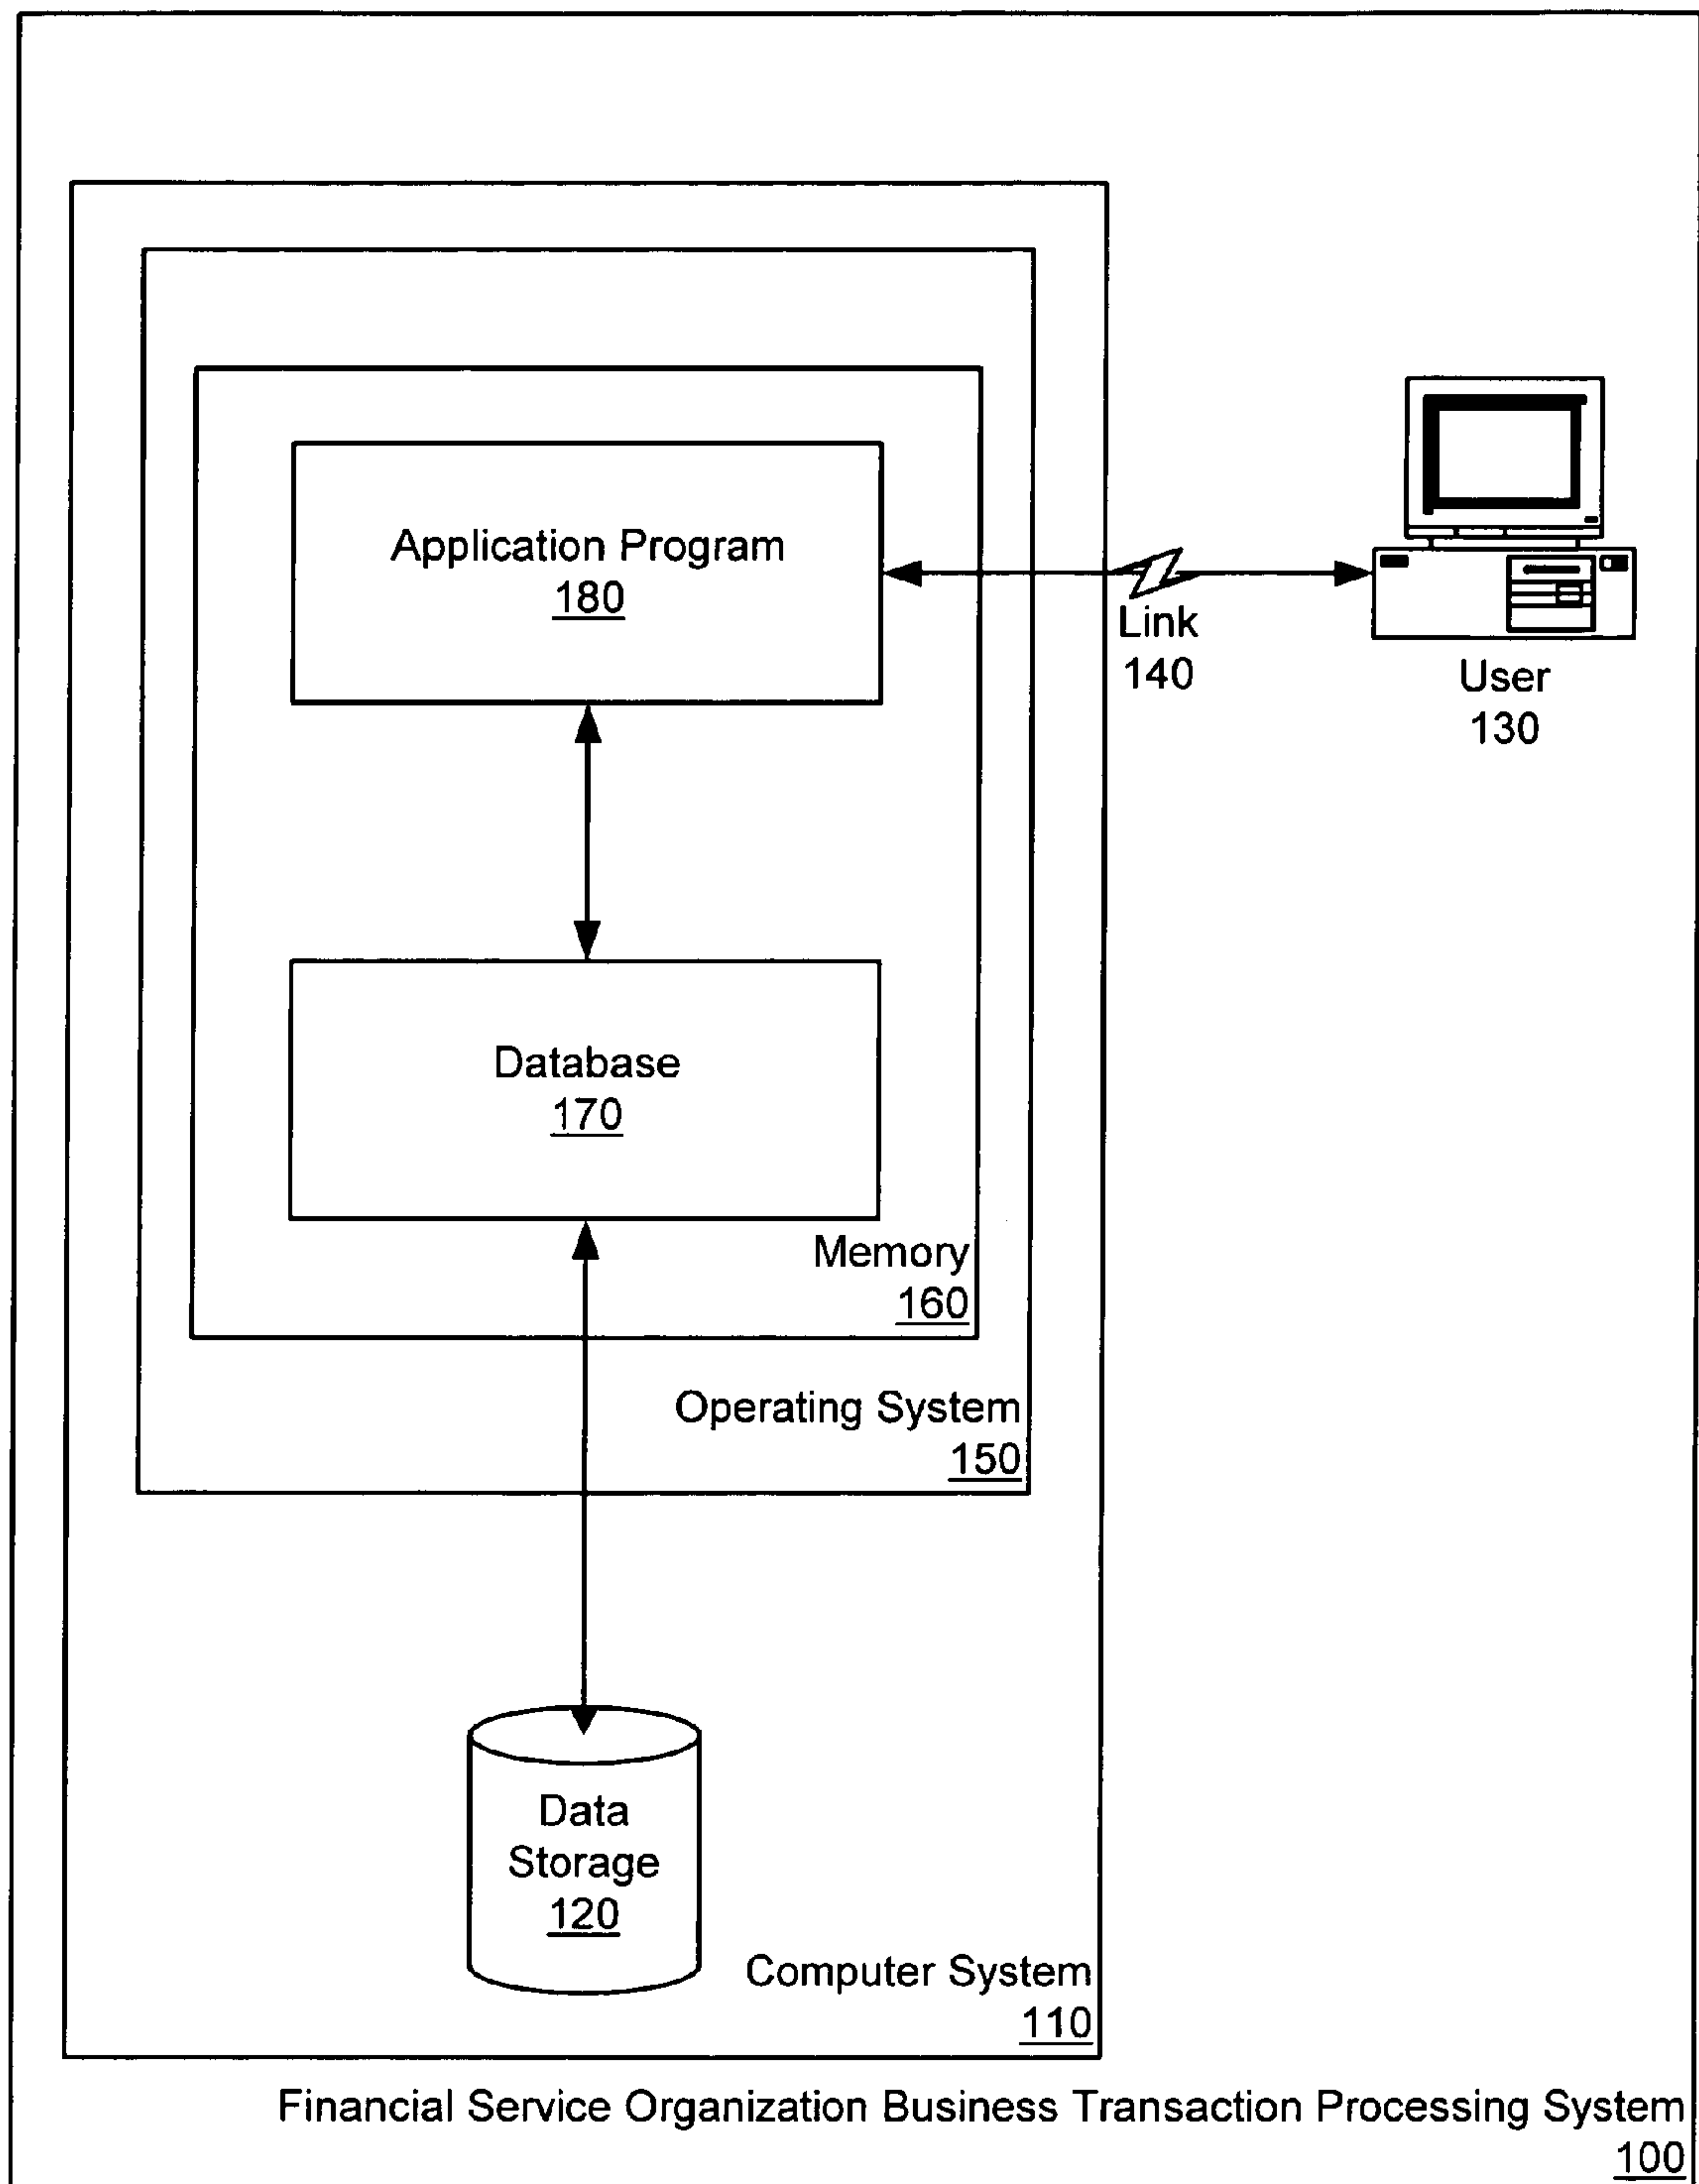 Application Program
180
Link
140
User
130
Database
170
Memory
160
Operating System
150
Data
Storage
120
Computer System
110
Financial Service Organization Business Transaction Processing System
100